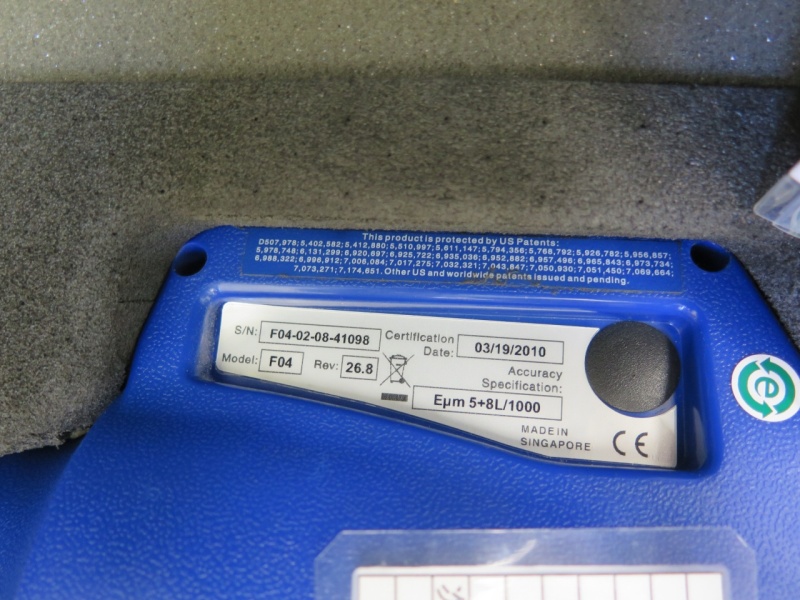 This product is protected by US Patents:
D507,978; 5,402,582; 5,412,880; 5,510,997; 5,611,147; 5,794,356; 5,768,792; 5,926,782; 5,956,857;
5,978,748; 6,131,299; 6,920,697; 6,925,722; 6,935,036; 6,952,882; 6,957,496; 6,965,843; 6,973,734;
6,988,322; 6,996,912; 7,006,084; 7,017,275; 7,032,321; 7,043,847; 7,050,930; 7,051,450; 7,069,664;
7,073,271; 7,174,651. Other US and worldwide patents issued and pending.
S/N: F04-02-08-41098
Certification Date: 03/19/2010
Model: F04 Rev: 26.8
Accuracy Specification:
Eµm 5+8L/1000
MADE IN
SINGAPORE
CE
e